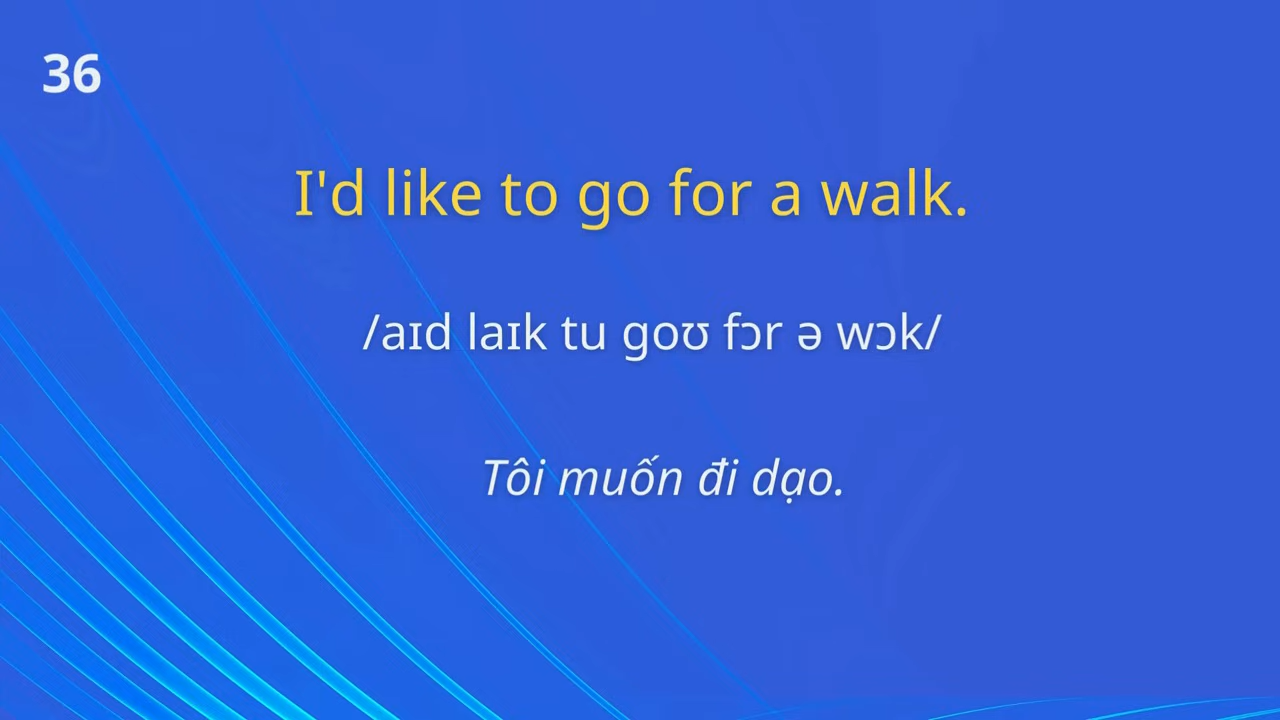 36
I'd like to go for a walk.
/aɪd laɪk tu goʊ fɔr ə wɔk/
Tôi muốn đi dạo.